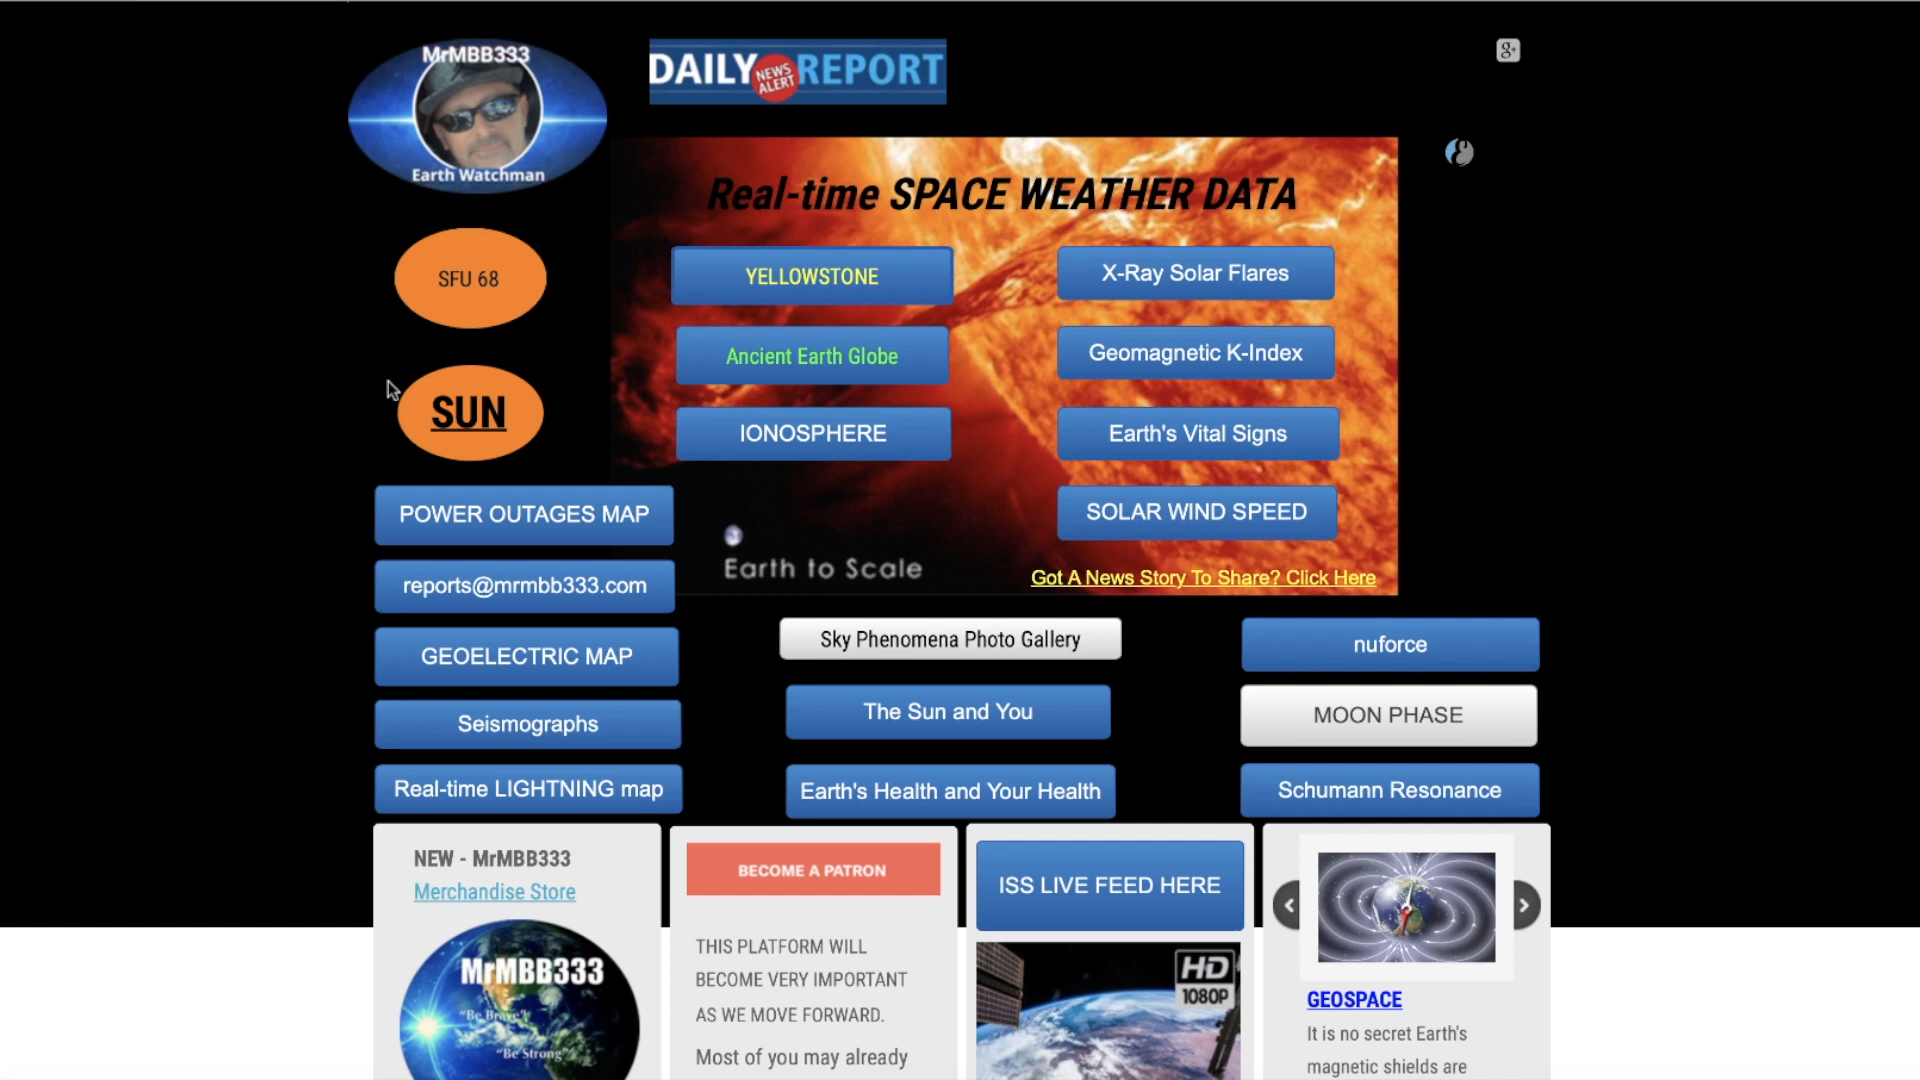 MrMBB333
Earth Watchman
DAILY NEWS ALERT REPORT
g+
Real-time SPACE WEATHER DATA
SFU 68
YELLOWSTONE
X-Ray Solar Flares
Ancient Earth Globe
Geomagnetic K-Index
SUN
IONOSPHERE
Earth's Vital Signs
POWER OUTAGES MAP
SOLAR WIND SPEED
Earth to Scale
Got A News Story To Share? Click Here
reports@mrmbb333.com
Sky Phenomena Photo Gallery
nuforce
GEOELECTRIC MAP
The Sun and You
MOON PHASE
Seismographs
Real-time LIGHTNING map
Earth's Health and Your Health
Schumann Resonance
NEW - MrMBB333
Merchandise Store
MrMBB333
"Be Brave"
"Be Strong"
BECOME A PATRON
THIS PLATFORM WILL
BECOME VERY IMPORTANT
AS WE MOVE FORWARD.
Most of you may already
ISS LIVE FEED HERE
HD
1080P
GEOSPACE
It is no secret Earth's
magnetic shields are